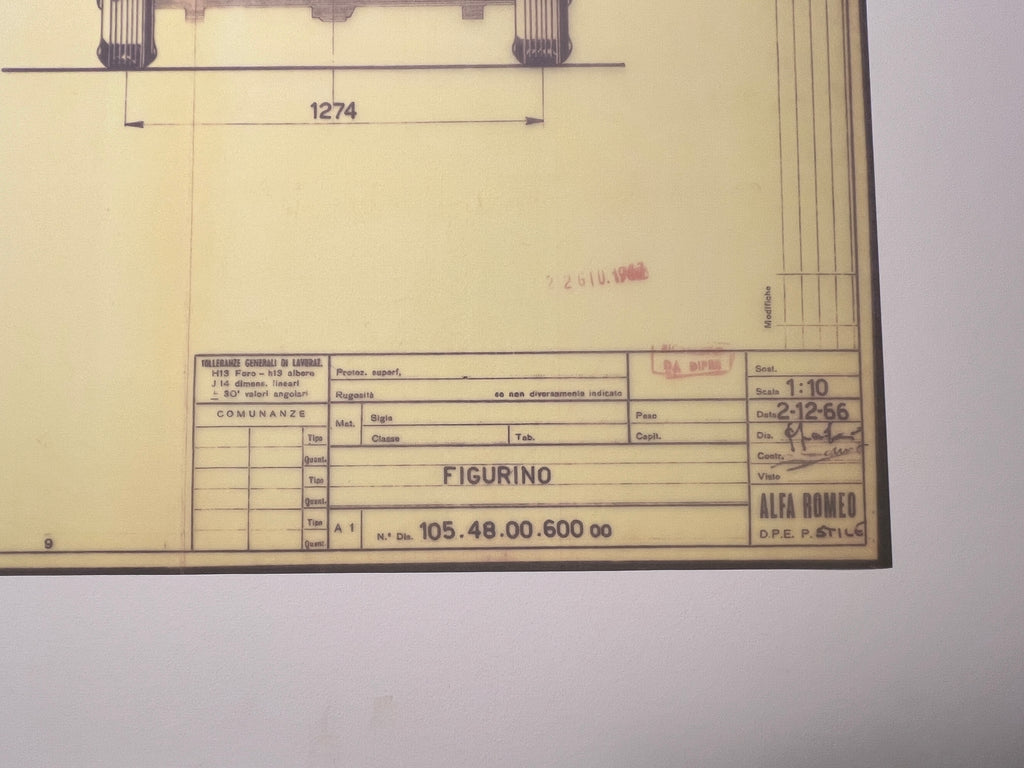 1274
2 2 GIU. 196
Modifiche
TOLLERANZE GENERALI DI LAVORAZ.
H13 Foro - h13 albero
J 14 dimens. lineari
± 30' valori angolari
COMUNANZE
Tipo
Quant.
Tipo
Quant.
Tipo
Quant.
Protez. superf,
Rugosità se non diversamente indicato
Mat.
Sigla
Classe Tab.
DA DIPRE
Peso
Capit.
FIGURINO
A 1 N.° Dis. 105.48.00.600 00
Sost.
Scala 1:10
Data 2-12-66
Dis.
Contr.
Visto
ALFA ROMEO
D.P.E. P. STILE
9